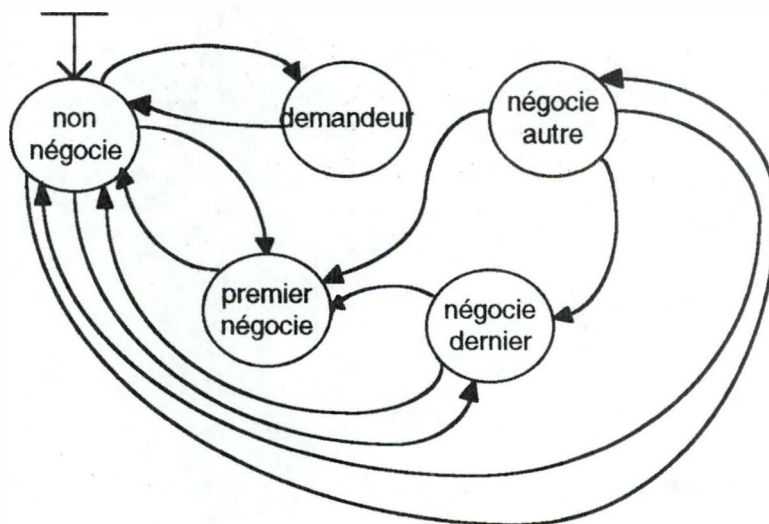 non
négocie
demandeur
négocie
autre
premier
négocie
négocie
dernier